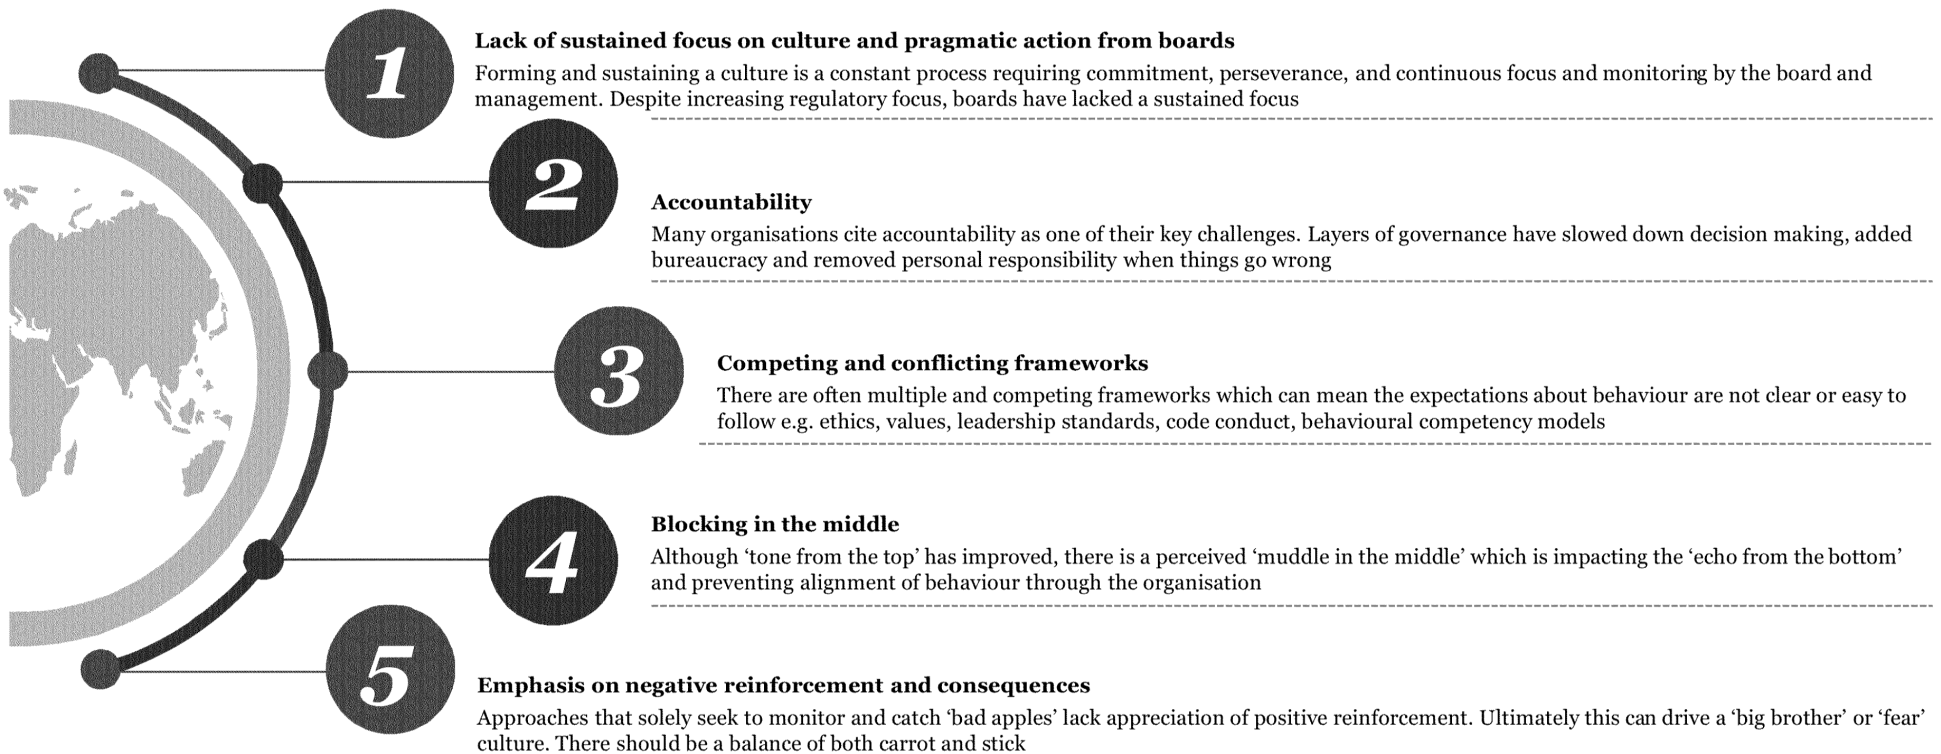 1
Lack of sustained focus on culture and pragmatic action from boards
Forming and sustaining a culture is a constant process requiring commitment, perseverance, and continuous focus and monitoring by the board and
management. Despite increasing regulatory focus, boards have lacked a sustained focus
2
Accountability
Many organisations cite accountability as one of their key challenges. Layers of governance have slowed down decision making, added
bureaucracy and removed personal responsibility when things go wrong
3
Competing and conflicting frameworks
There are often multiple and competing frameworks which can mean the expectations about behaviour are not clear or easy to
follow e.g. ethics, values, leadership standards, code conduct, behavioural competency models
4
Blocking in the middle
Although ‘tone from the top’ has improved, there is a perceived ‘muddle in the middle’ which is impacting the ‘echo from the bottom’
and preventing alignment of behaviour through the organisation
5
Emphasis on negative reinforcement and consequences
Approaches that solely seek to monitor and catch ‘bad apples’ lack appreciation of positive reinforcement. Ultimately this can drive a ‘big brother’ or ‘fear’
culture. There should be a balance of both carrot and stick